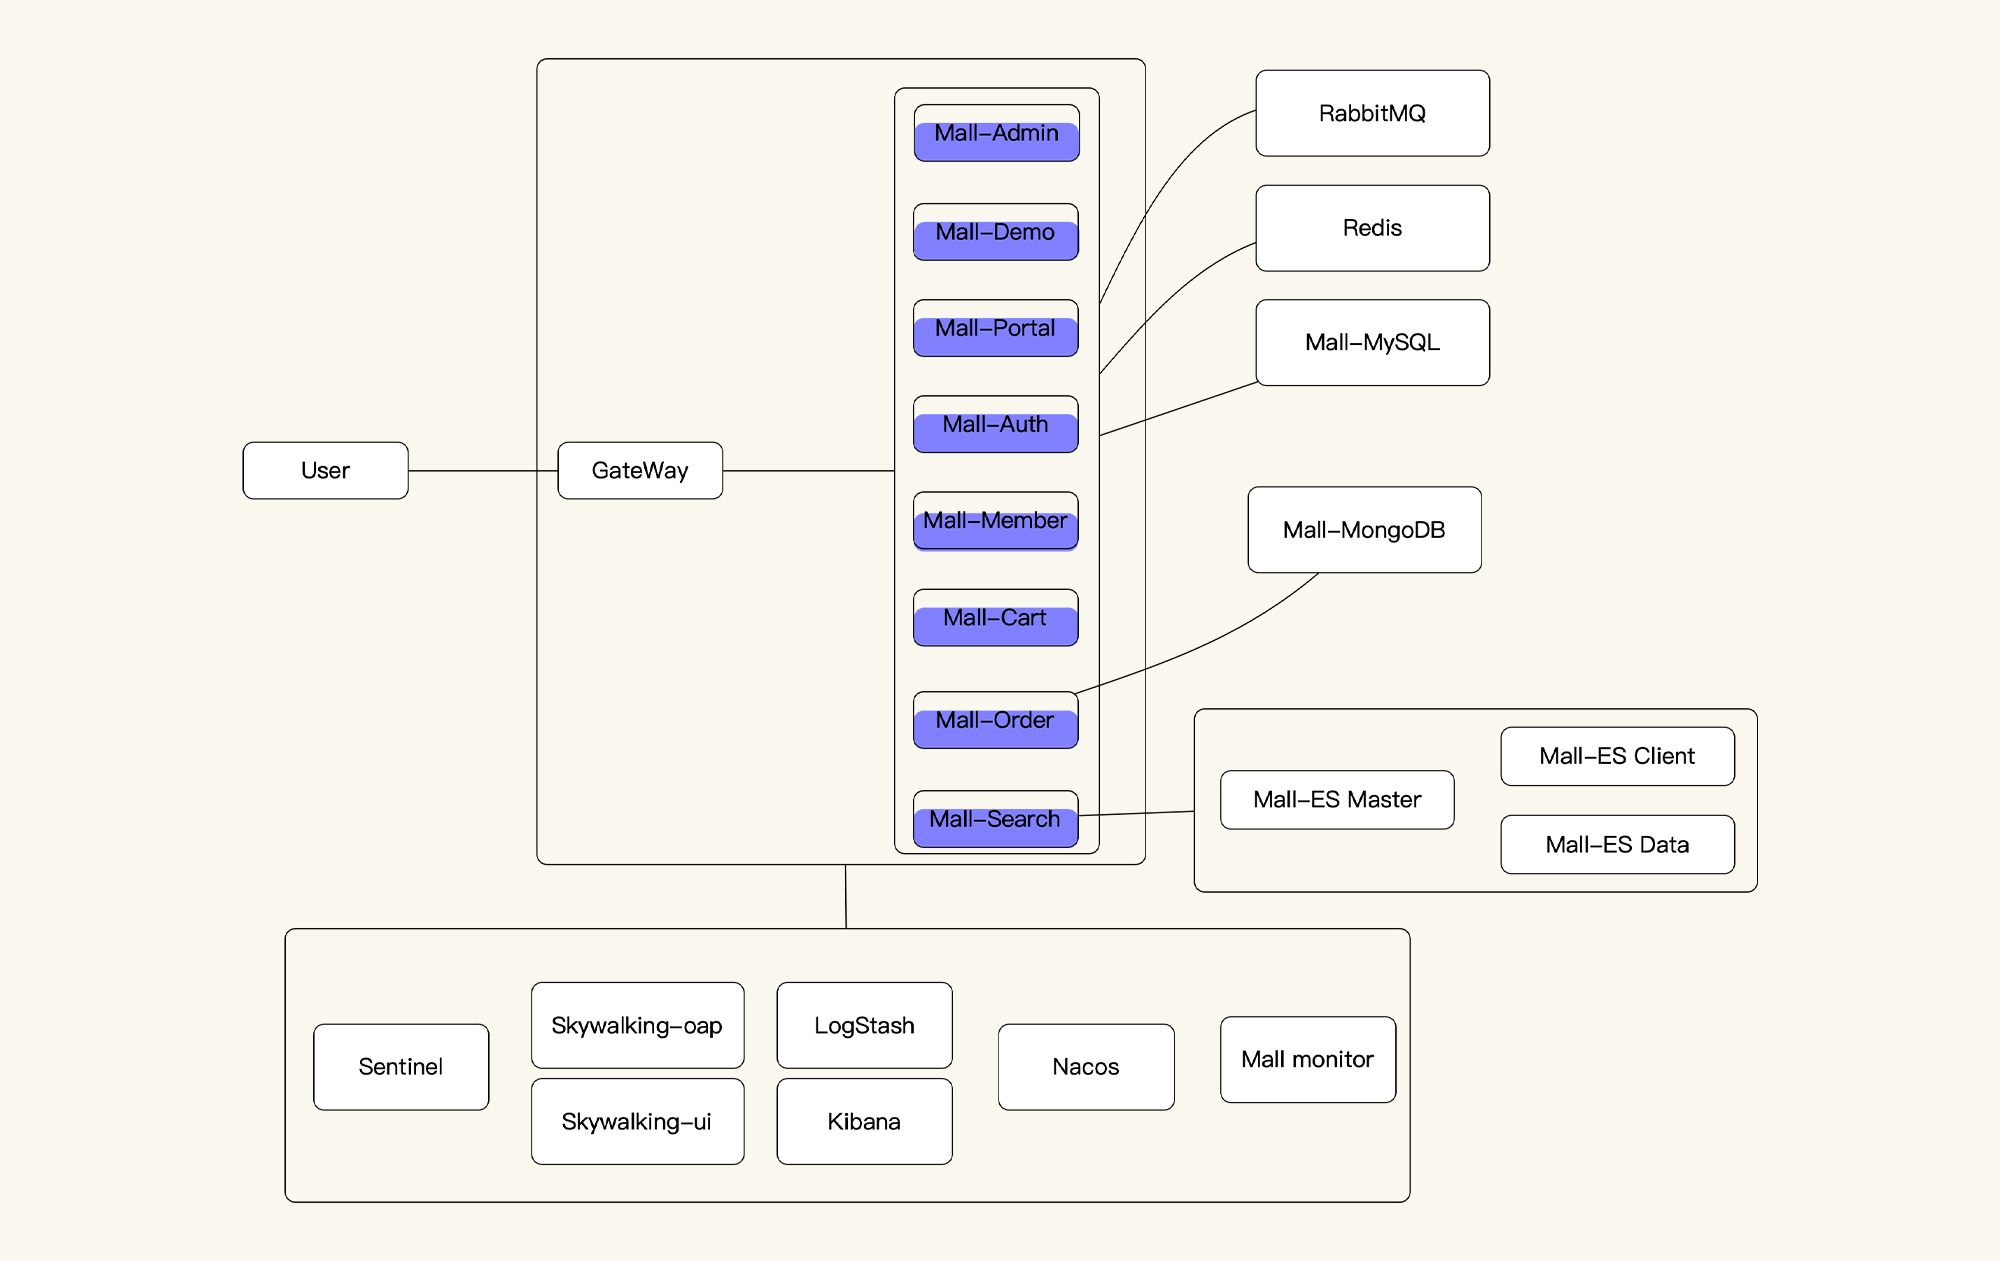 User
GateWay
Mall-Admin
Mall-Demo
Mall-Portal
Mall-Auth
Mall-Member
Mall-Cart
Mall-Order
Mall-Search
RabbitMQ
Redis
Mall-MySQL
Mall-MongoDB
Mall-ES Master
Mall-ES Client
Mall-ES Data
Sentinel
Skywalking-oap
Skywalking-ui
LogStash
Kibana
Nacos
Mall monitor